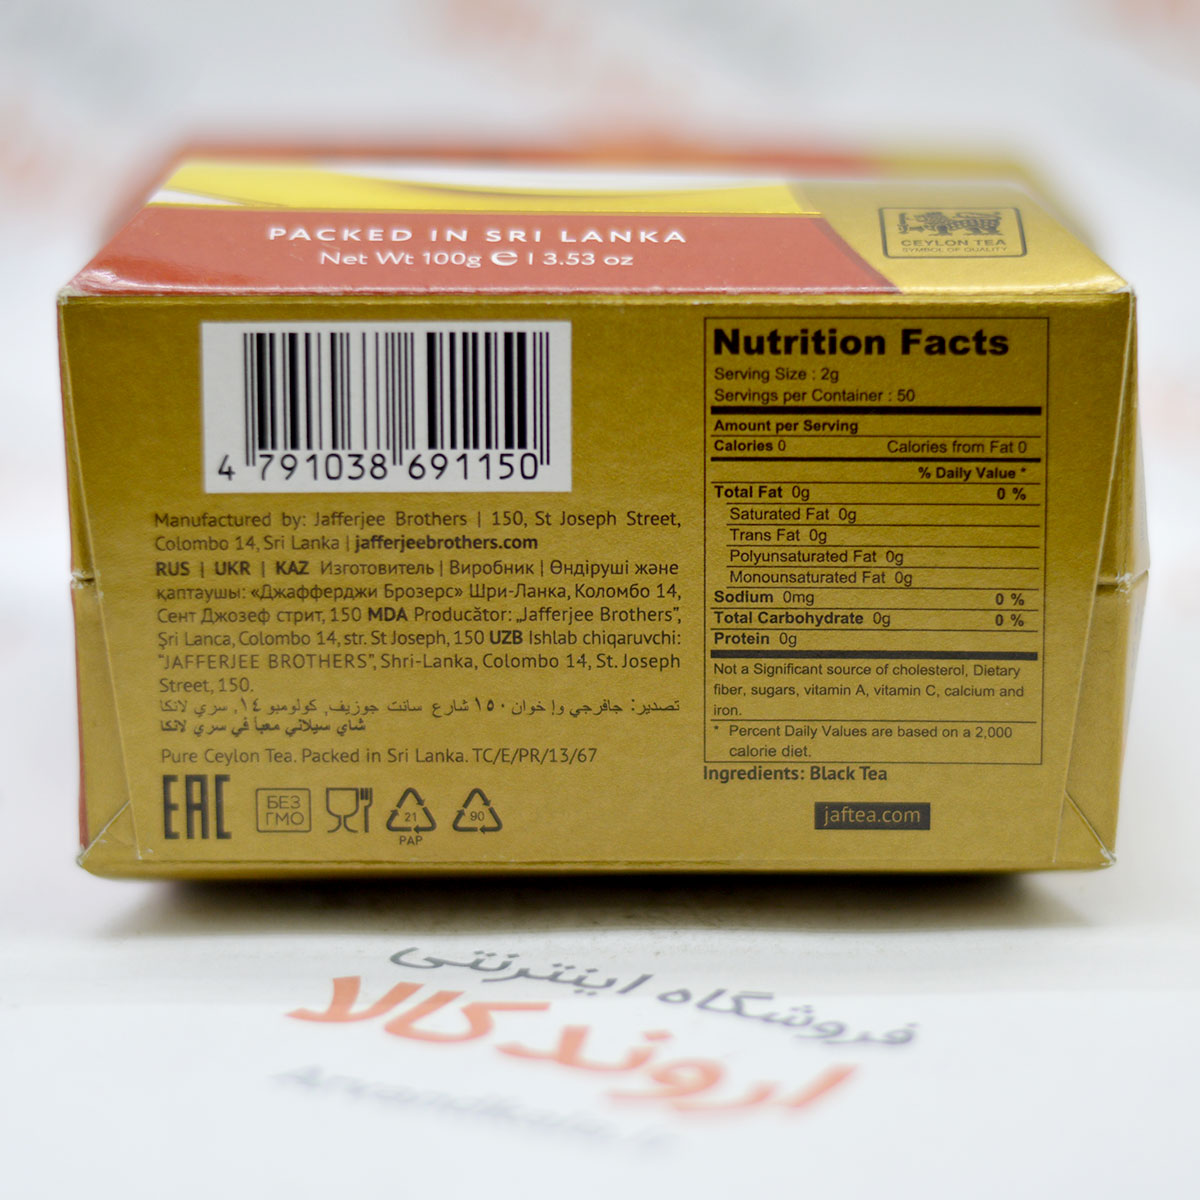 PACKED IN SRI LANKA
Net Wt 100g ℮ | 3.53 oz
CEYLON TEA
SYMBOL OF QUALITY
4 791038 691150
Manufactured by: Jafferjee Brothers | 150, St Joseph Street,
Colombo 14, Sri Lanka | jafferjeebrothers.com
RUS | UKR | KAZ Изготовитель | Виробник | Өндіруші және
қаптаушы: «Джафферджи Брозерс» Шри-Ланка, Коломбо 14,
Сент Джозеф стрит, 150 MDA Producător: „Jafferjee Brothers”,
Şri Lanca, Colombo 14, str. St Joseph, 150 UZB Ishlab chiqaruvchi:
"JAFFERJEE BROTHERS", Shri-Lanka, Colombo 14, St. Joseph
Street, 150.
تصدير: جافرجي وإخوان ١٥٠ شارع سانت جوزيف, كولومبو ١٤, سري لانكا
شاي سيلاني معبأ في سري لانكا
Pure Ceylon Tea. Packed in Sri Lanka. TC/E/PR/13/67
EAC
БЕЗ
ГМО
21
PAP
90
Nutrition Facts
Serving Size : 2g
Servings per Container : 50
Amount per Serving
Calories 0 Calories from Fat 0
% Daily Value *
Total Fat 0g 0 %
Saturated Fat 0g
Trans Fat 0g
Polyunsaturated Fat 0g
Monounsaturated Fat 0g
Sodium 0mg 0 %
Total Carbohydrate 0g 0 %
Protein 0g
Not a Significant source of cholesterol, Dietary
fiber, sugars, vitamin A, vitamin C, calcium and
iron.
* Percent Daily Values are based on a 2,000
calorie diet.
Ingredients: Black Tea
jaftea.com
فروشگاه اینترنتی
اروند کالا
Arvandkala.ir